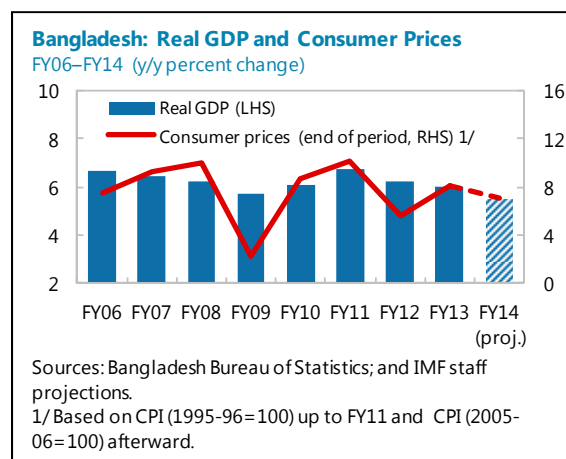 Bangladesh: Real GDP and Consumer Prices
FY06–FY14 (y/y percent change)
10 16
Real GDP (LHS)
Consumer prices (end of period, RHS) 1/
8 12
6 8
4 4
2 0
FY06 FY07 FY08 FY09 FY10 FY11 FY12 FY13 FY14
(proj.)
Sources: Bangladesh Bureau of Statistics; and IMF staff
projections.
1/ Based on CPI (1995-96=100) up to FY11 and CPI (2005-
06=100) afterward.